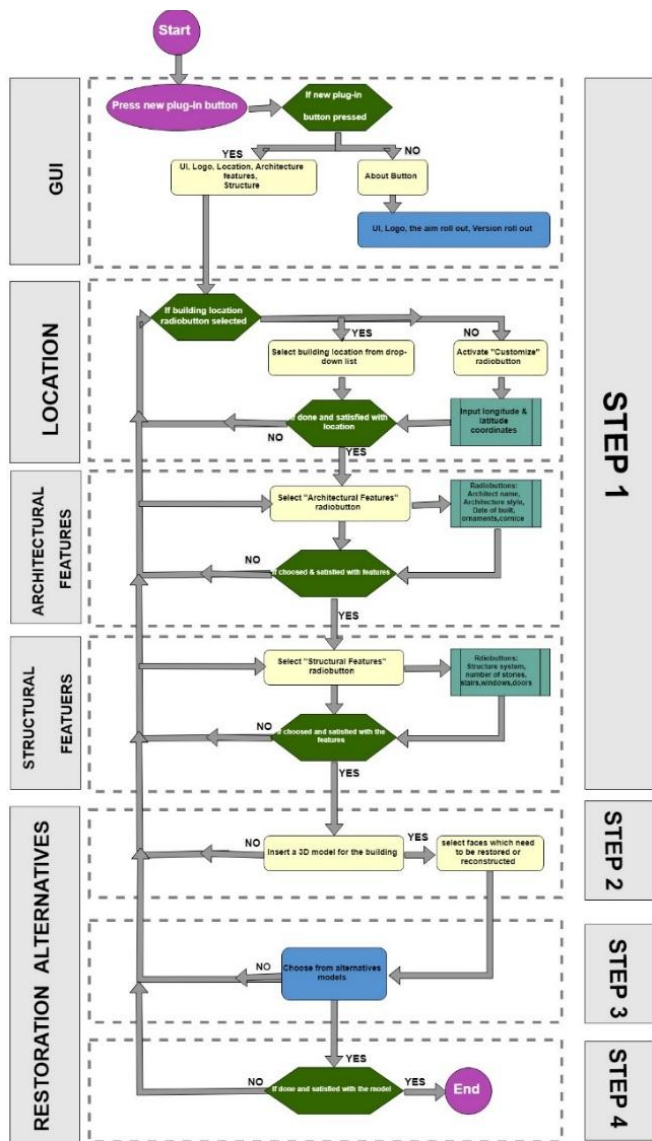 Start
GUI
Press new plug-in button
If new plug-in
button pressed
YES
NO
UI, Logo, Location, Architecture
features,
Structure
About Button
UI, Logo, the aim roll out, Version roll out
STEP 1
LOCATION
If building location
radiobutton selected
YES
NO
Select building location from drop-
down list
Activate "Customize"
radiobutton
If done and satisfied with
location
NO
Input longitude &
latitude
coordinates
YES
ARCHITECTURAL
FEATURES
Select "Architectural Features"
radiobutton
Radiobuttons:
Architect name,
Architecture style,
Date of built,
ornaments,cornice
NO
If choosed & satisfied with features
YES
STRUCTURAL
FEATUERS
Select "Structural Features"
radiobutton
Rdiobuttons:
Structure system,
number of stories,
stairs,windows,doors
NO
If choosed and satisfied with the
features
YES
RESTORATION ALTERNATIVES
NO
Insert a 3D model for the building
YES
select faces which need
to be restored or
reconstructed
STEP 2
NO
Choose from alternatives
models
STEP 3
YES
NO
If done and satisfied with the model
YES
End
STEP 4